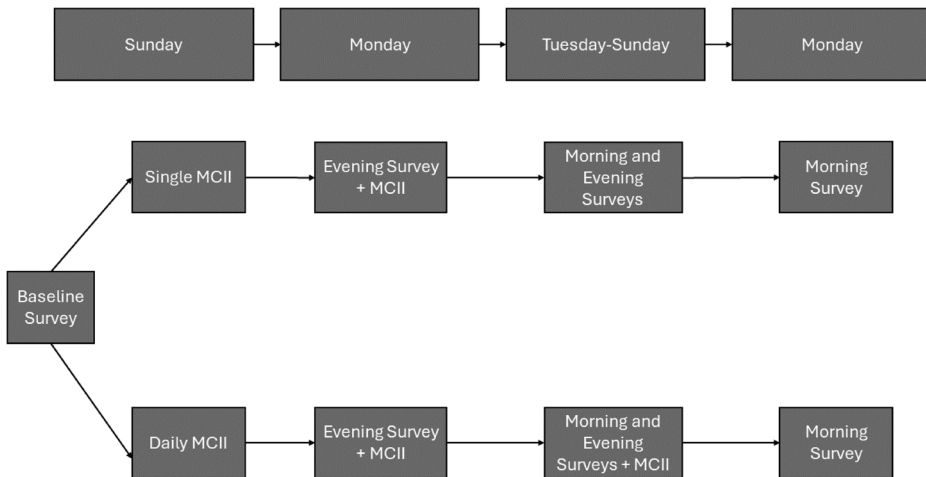 Sunday
Monday
Tuesday-Sunday
Monday
Single MCII
Evening Survey
+ MCII
Morning and
Evening
Surveys
Morning
Survey
Baseline
Survey
Daily MCII
Evening Survey
+ MCII
Morning and
Evening
Surveys + MCII
Morning
Survey